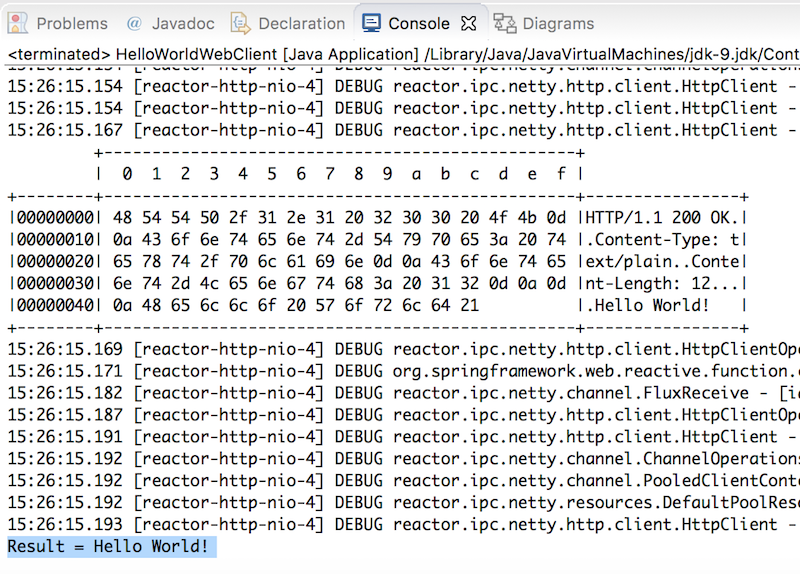 Problems @ Javadoc Declaration Console Diagrams
<terminated> HelloWorldWebClient [Java Application] /Library/Java/JavaVirtualMachines/jdk-9.jdk/Cont
15:26:15.154 [reactor-http-nio-4] DEBUG reactor.ipc.netty.http.client.HttpClient -
15:26:15.154 [reactor-http-nio-4] DEBUG reactor.ipc.netty.http.client.HttpClient -
15:26:15.167 [reactor-http-nio-4] DEBUG reactor.ipc.netty.http.client.HttpClient -
         +-------------------------------------------------+
         |  0  1  2  3  4  5  6  7  8  9  a  b  c  d  e  f |
+--------+-------------------------------------------------+----------------+
|00000000| 48 54 54 50 2f 31 2e 31 20 32 30 30 20 4f 4b 0d |HTTP/1.1 200 OK.|
|00000010| 0a 43 6f 6e 74 65 6e 74 2d 54 79 70 65 3a 20 74 |.Content-Type: t|
|00000020| 65 78 74 2f 70 6c 61 69 6e 0d 0a 43 6f 6e 74 65 |ext/plain..Conte|
|00000030| 6e 74 2d 4c 65 6e 67 74 68 3a 20 31 32 0d 0a 0d |nt-Length: 12...|
|00000040| 0a 48 65 6c 6c 6f 20 57 6f 72 6c 64 21          |.Hello World!   |
+--------+-------------------------------------------------+----------------+
15:26:15.169 [reactor-http-nio-4] DEBUG reactor.ipc.netty.http.client.HttpClientOpe
15:26:15.171 [reactor-http-nio-4] DEBUG org.springframework.web.reactive.function.c
15:26:15.182 [reactor-http-nio-4] DEBUG reactor.ipc.netty.channel.FluxReceive - [id
15:26:15.187 [reactor-http-nio-4] DEBUG reactor.ipc.netty.http.client.HttpClientOpe
15:26:15.191 [reactor-http-nio-4] DEBUG reactor.ipc.netty.http.client.HttpClient -
15:26:15.192 [reactor-http-nio-4] DEBUG reactor.ipc.netty.channel.ChannelOperations
15:26:15.192 [reactor-http-nio-4] DEBUG reactor.ipc.netty.channel.PooledClientConte
15:26:15.192 [reactor-http-nio-4] DEBUG reactor.ipc.netty.resources.DefaultPoolReso
15:26:15.193 [reactor-http-nio-4] DEBUG reactor.ipc.netty.http.client.HttpClient -
Result = Hello World!